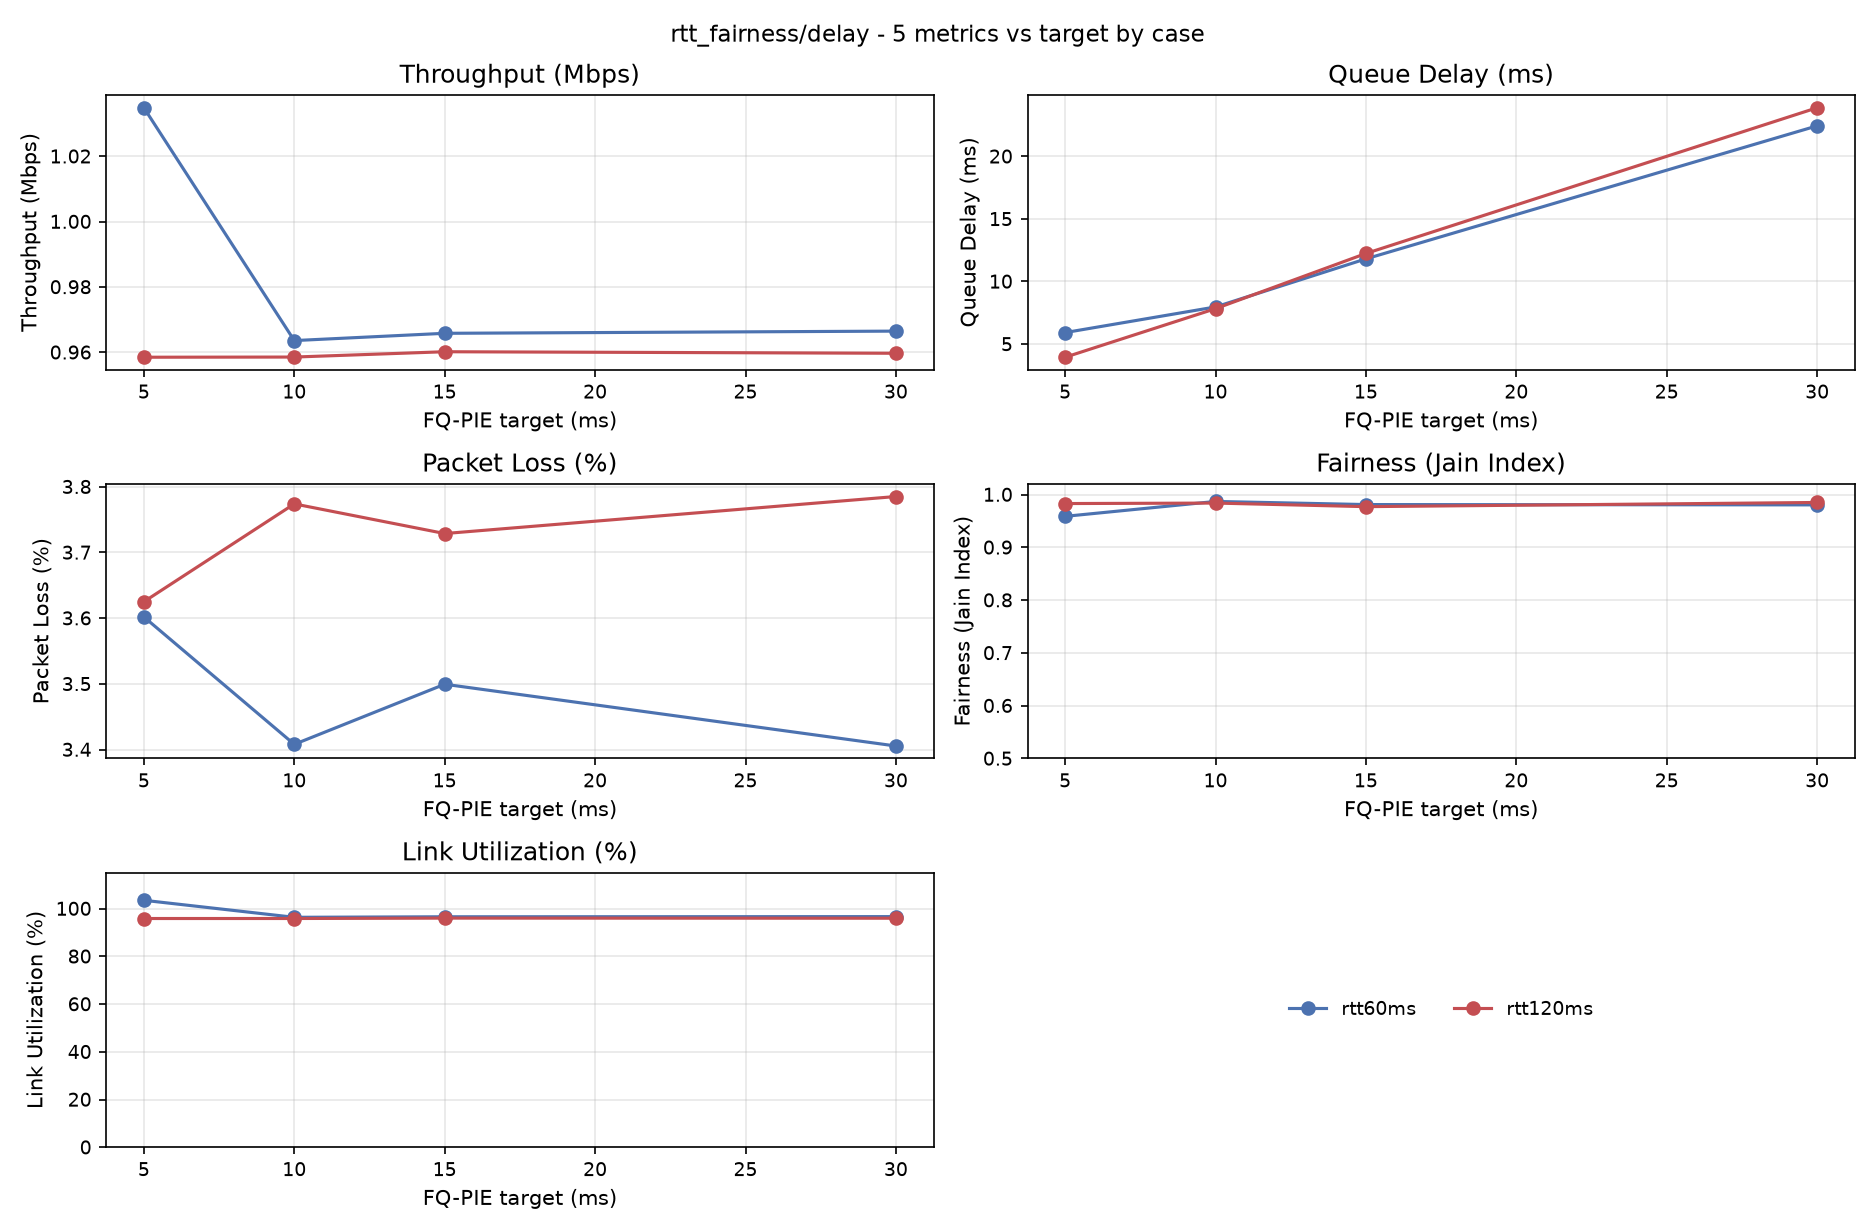 rtt_fairness/delay - 5 metrics vs target by case
Throughput (Mbps)
Throughput (Mbps)
1.02
1.00
0.98
0.96
5 10 15 20 25 30
FQ-PIE target (ms)
Queue Delay (ms)
Queue Delay (ms)
20
15
10
5
5 10 15 20 25 30
FQ-PIE target (ms)
Packet Loss (%)
Packet Loss (%)
3.8
3.7
3.6
3.5
3.4
5 10 15 20 25 30
FQ-PIE target (ms)
Fairness (Jain Index)
Fairness (Jain Index)
1.0
0.9
0.8
0.7
0.6
0.5
5 10 15 20 25 30
FQ-PIE target (ms)
Link Utilization (%)
Link Utilization (%)
100
80
60
40
20
0
5 10 15 20 25 30
FQ-PIE target (ms)
rtt60ms rtt120ms